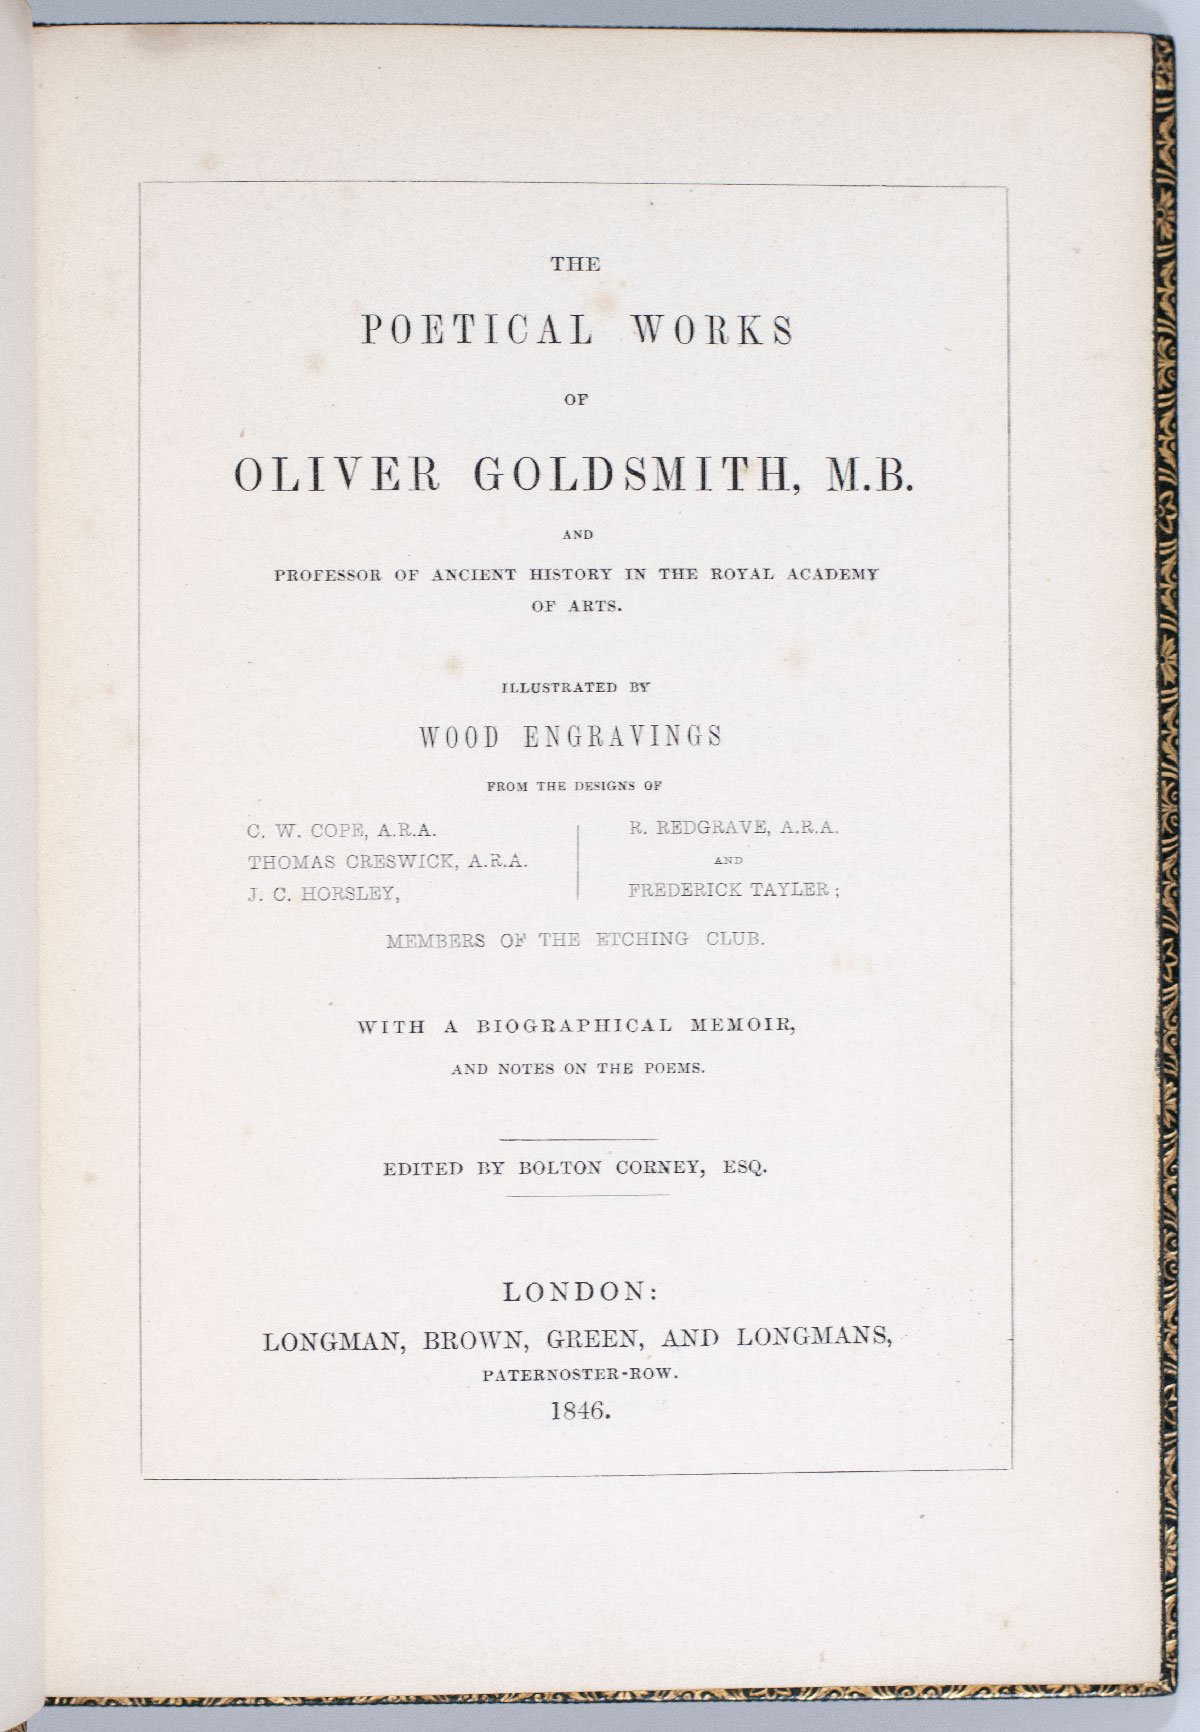 THE
POETICAL WORKS
OF
OLIVER GOLDSMITH, M.B.
AND
PROFESSOR OF ANCIENT HISTORY IN THE ROYAL ACADEMY
OF ARTS.
ILLUSTRATED BY
WOOD ENGRAVINGS
FROM THE DESIGNS OF
C. W. COPE, A.R.A.
THOMAS CRESWICK, A.R.A.
J. C. HORSLEY,
R. REDGRAVE, A.R.A.
AND
FREDERICK TAYLER;
MEMBERS OF THE ETCHING CLUB.
WITH A BIOGRAPHICAL MEMOIR,
AND NOTES ON THE POEMS.
EDITED BY BOLTON CORNEY, ESQ.
LONDON:
LONGMAN, BROWN, GREEN, AND LONGMANS,
PATERNOSTER-ROW.
1846.